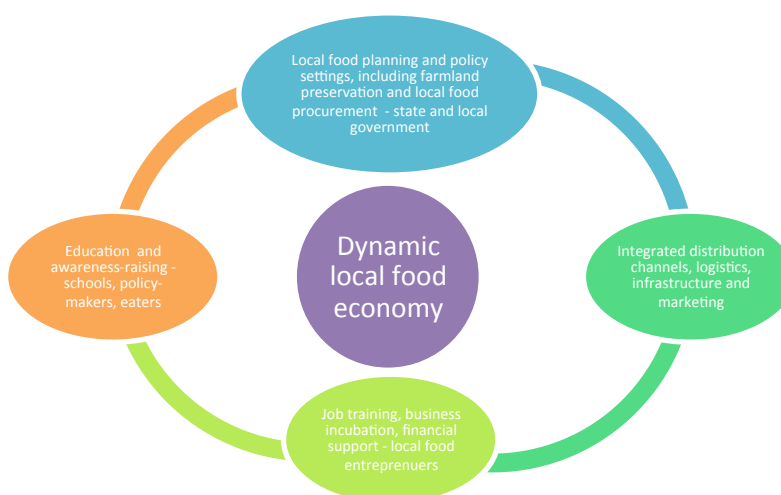 Local food planning and policy
settings, including farmland
preservation and local food
procurement - state and local
government
Education and
awareness-raising -
schools, policy-
makers, eaters
Dynamic
local food
economy
Integrated distribution
channels, logistics,
infrastructure and
marketing
Job training, business
incubation, financial
support - local food
entreprenuers